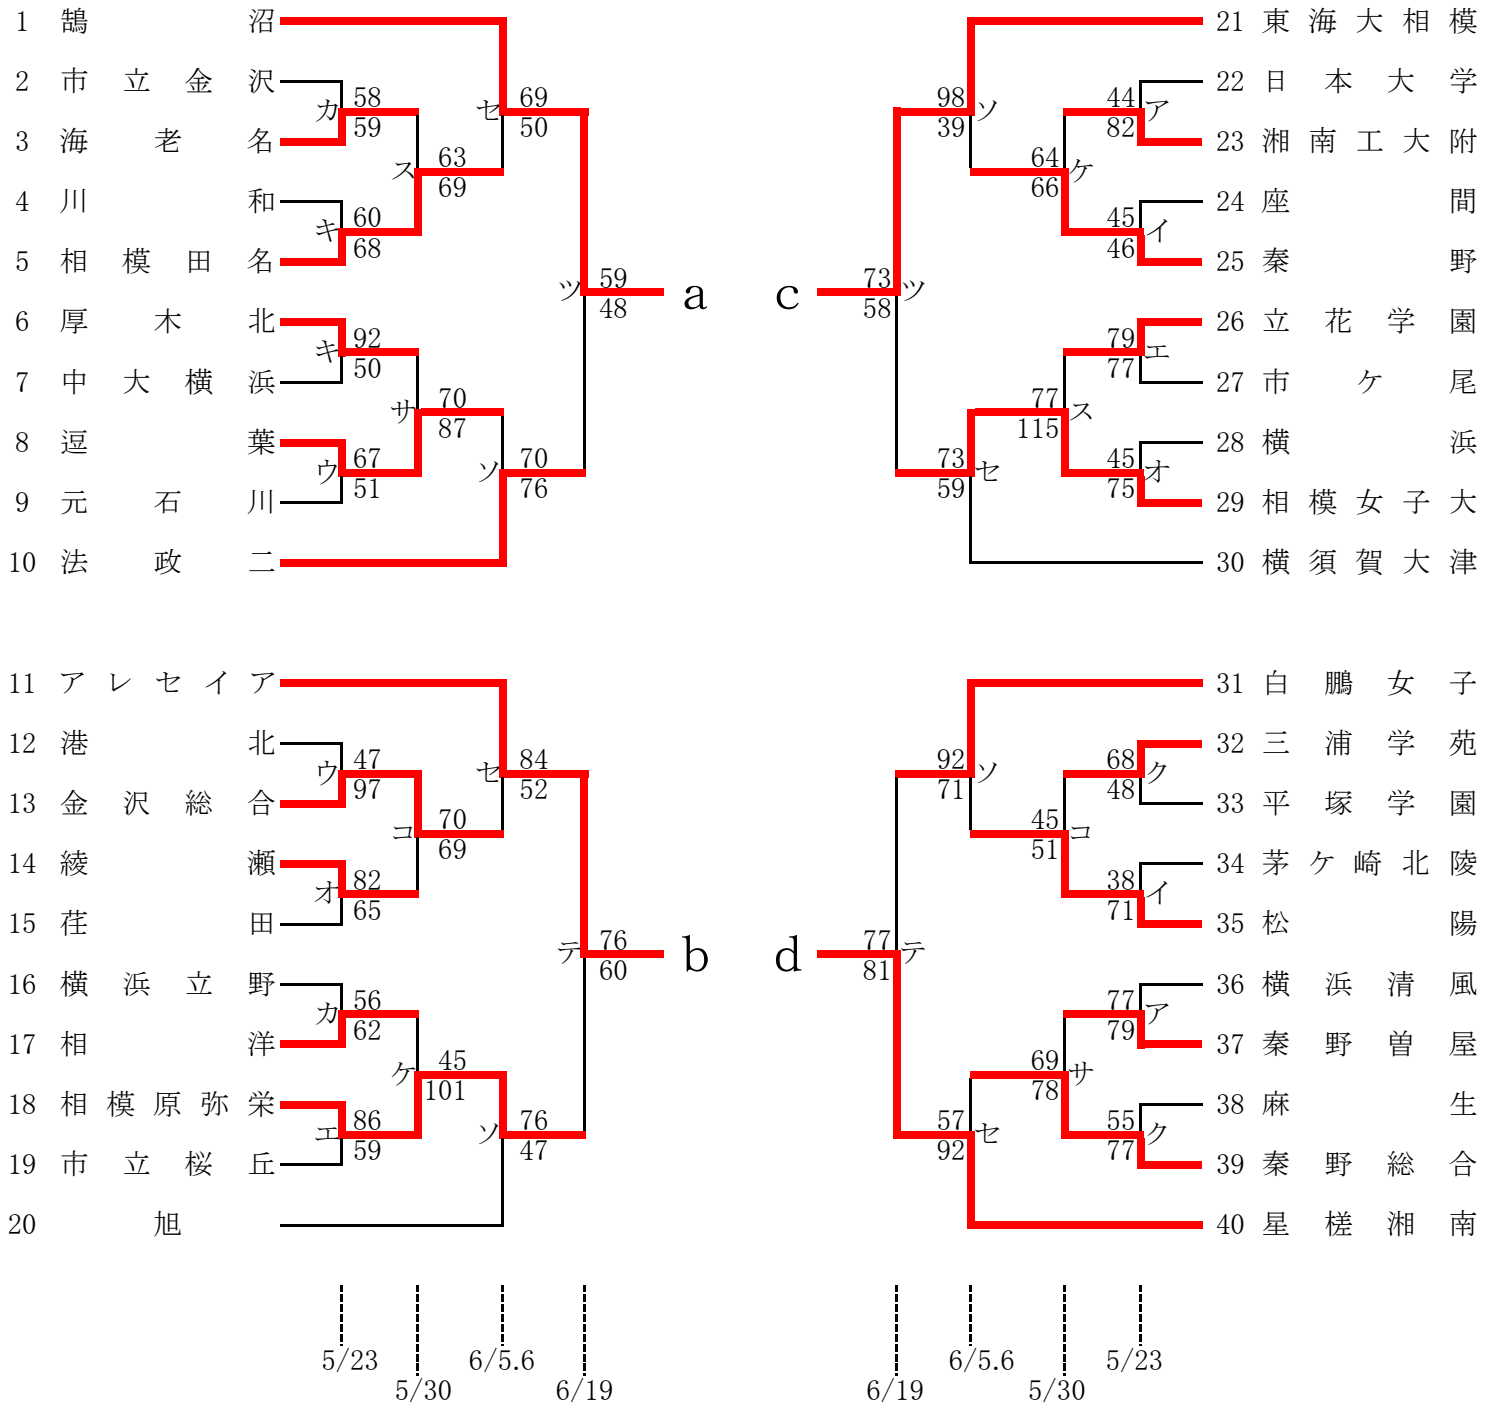 1 鵠沼
2 市立金沢
3 海老名
4 川和
5 相模田名
6 厚木北
7 中大横浜
8 逗葉
9 元石川
10 法政二
カ 58 59
キ 60 68
キ 92 50
ウ 67 51
ス 63 69
サ 70 87
セ 69 50
ソ 70 76
ツ 59 48
a
21 東海大相模
22 日本大学
23 湘南工大附
24 座間
25 秦野
26 立花学園
27 市ケ尾
28 横浜
29 相模女子大
30 横須賀大津
44 82 ア
45 46 イ
79 77 エ
45 75 オ
64 66 ケ
77 115 ス
98 39 ソ
73 59 セ
73 58 ツ
c
11 アレセイア
12 港北
13 金沢総合
14 綾瀬
15 荏田
16 横浜立野
17 相洋
18 相模原弥栄
19 市立桜丘
20 旭
ウ 47 97
オ 82 65
カ 56 62
エ 86 59
コ 70 69
ケ 45 101
セ 84 52
ソ 76 47
テ 76 60
b
31 白鵬女子
32 三浦学苑
33 平塚学園
34 茅ケ崎北陵
35 松陽
36 横浜清風
37 秦野曽屋
38 麻生
39 秦野総合
40 星槎湘南
68 48 ク
38 71 イ
77 79 ア
55 77 ク
45 51 コ
69 78 サ
92 71 ソ
57 92 セ
77 81 テ
d
5/23 5/30 6/5.6 6/19
6/19 6/5.6 5/30 5/23